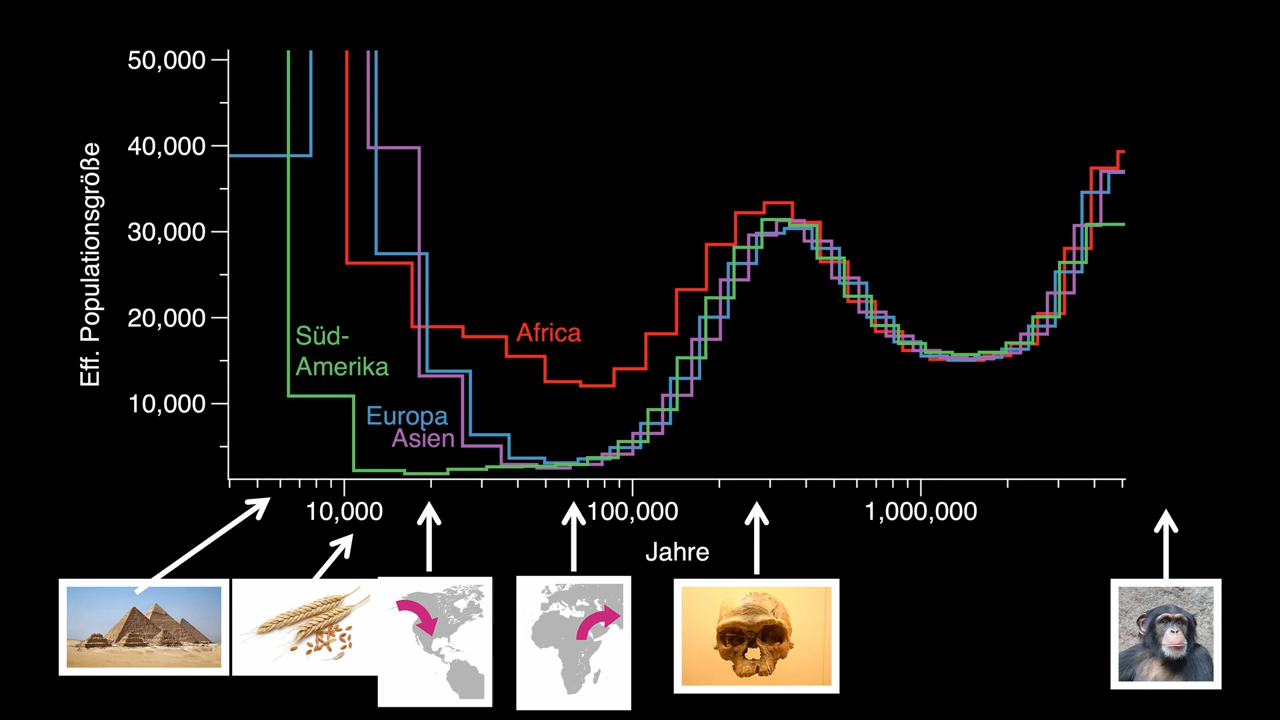 50,000
40,000
30,000
20,000
10,000
Eff. Populationsgröße
Süd-
Amerika
Africa
Europa
Asien
10,000
100,000
1,000,000
Jahre